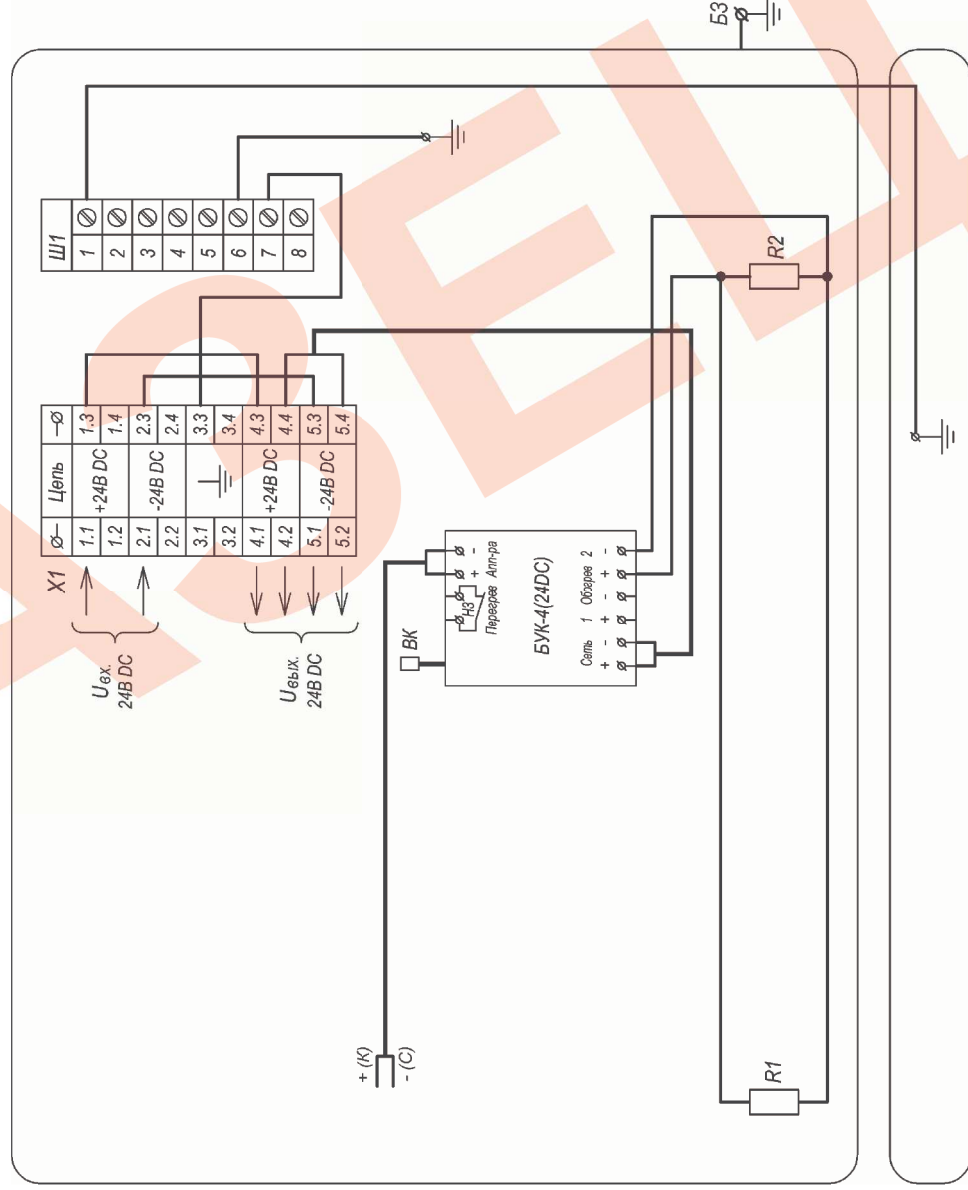 БЗ
Ш1
1
2
3
4
5
6
7
8
X1
Цепь
1.1 +24В DC 1.3
1.2 1.4
2.1 -24В DC 2.3
2.2 2.4
3.1 3.3
3.2 3.4
4.1 +24В DC 4.3
4.2 4.4
5.1 -24В DC 5.3
5.2 5.4
Uвх.
24В DC
Uвых.
24В DC
ВК
НЗ
+ -
Перегрев Апп-ра
БУК-4(24DC)
Сеть 1 Обогрев 2
+ - + - + -
+ (К)
- (С)
R1
R2